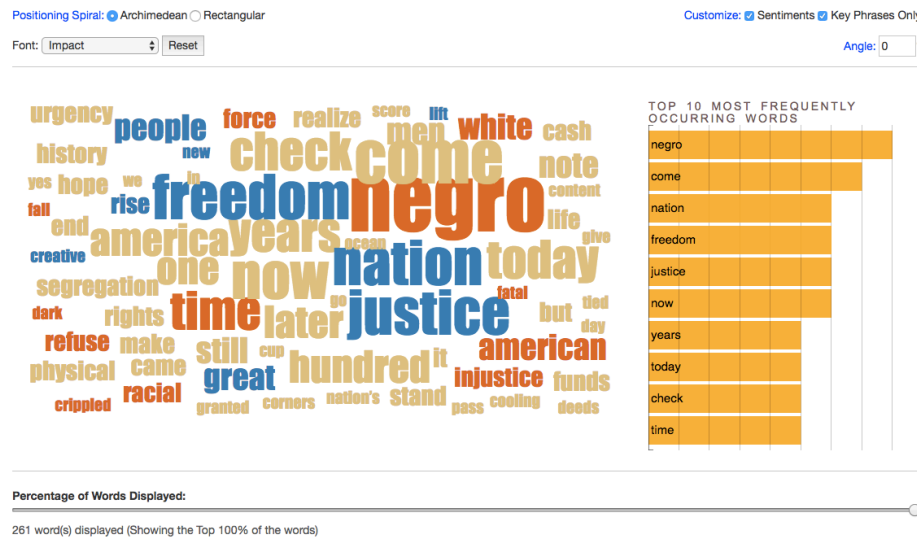 Positioning Spiral: Archimedean Rectangular
Customize: Sentiments Key Phrases Only
Font: Impact Reset
Angle: 0
urgency people force realize score lift men white cash
history new check come note
yes hope we in freedom negro content
fall rise life
end america years ocean give
creative one now nation today
segregation fatal
dark rights time later go justice but tied
day
refuse make still cup american
physical came great hundred it injustice funds
crippled racial granted corners nation's stand pass cooling deeds
TOP 10 MOST FREQUENTLY
OCCURRING WORDS
negro
come
nation
freedom
justice
now
years
today
check
time
Percentage of Words Displayed:
261 word(s) displayed (Showing the Top 100% of the words)